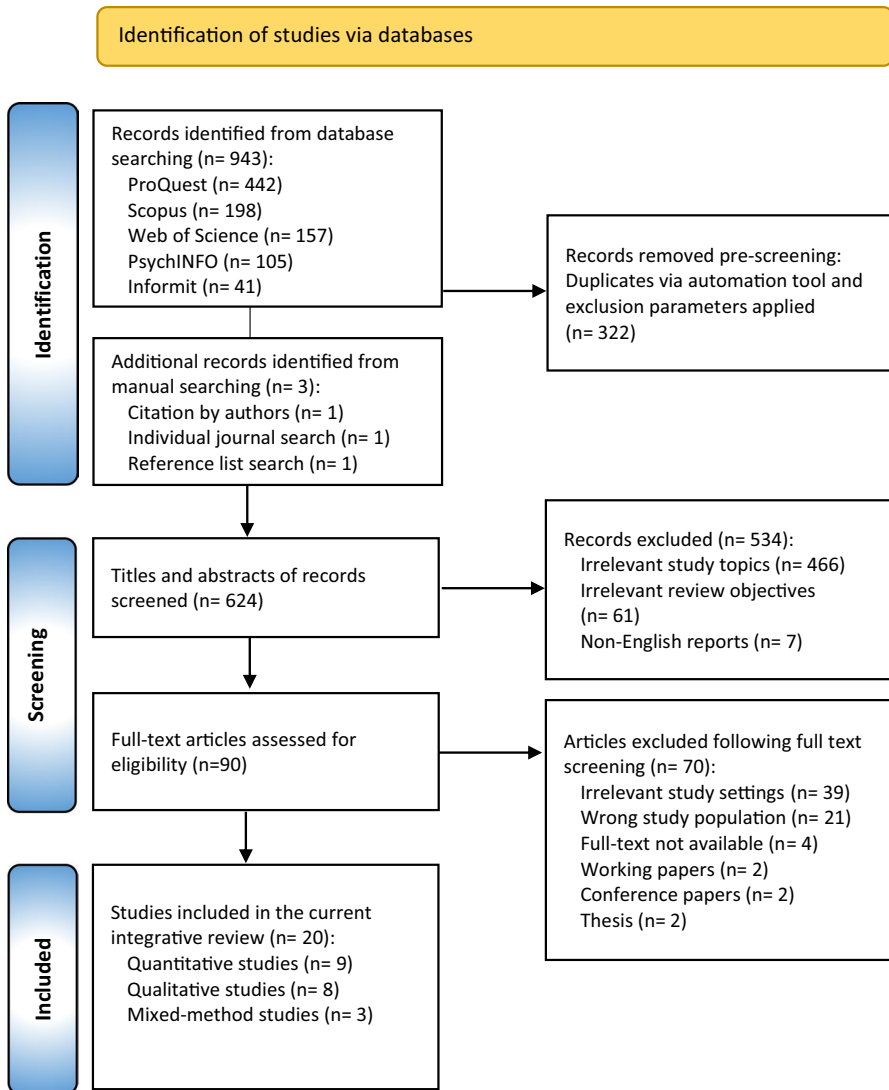 Identification of studies via databases
Identification
Records identified from database
searching (n= 943):
ProQuest (n= 442)
Scopus (n= 198)
Web of Science (n= 157)
PsychINFO (n= 105)
Informit (n= 41)
Records removed pre-screening:
Duplicates via automation tool and
exclusion parameters applied
(n= 322)
Additional records identified from
manual searching (n= 3):
Citation by authors (n= 1)
Individual journal search (n= 1)
Reference list search (n= 1)
Screening
Titles and abstracts of records
screened (n= 624)
Records excluded (n= 534):
Irrelevant study topics (n= 466)
Irrelevant review objectives
(n= 61)
Non-English reports (n= 7)
Full-text articles assessed for
eligibility (n=90)
Articles excluded following full text
screening (n= 70):
Irrelevant study settings (n= 39)
Wrong study population (n= 21)
Full-text not available (n= 4)
Working papers (n= 2)
Conference papers (n= 2)
Thesis (n= 2)
Included
Studies included in the current
integrative review (n= 20):
Quantitative studies (n= 9)
Qualitative studies (n= 8)
Mixed-method studies (n= 3)